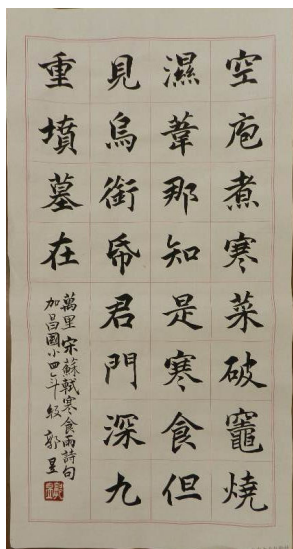 空庖煮寒菜破竈燒
濕葦那知是寒食但
見烏銜帋君門深九
重墳墓在
萬里 宋蘇軾寒食雨詩句
加昌國小四年級 郭昱